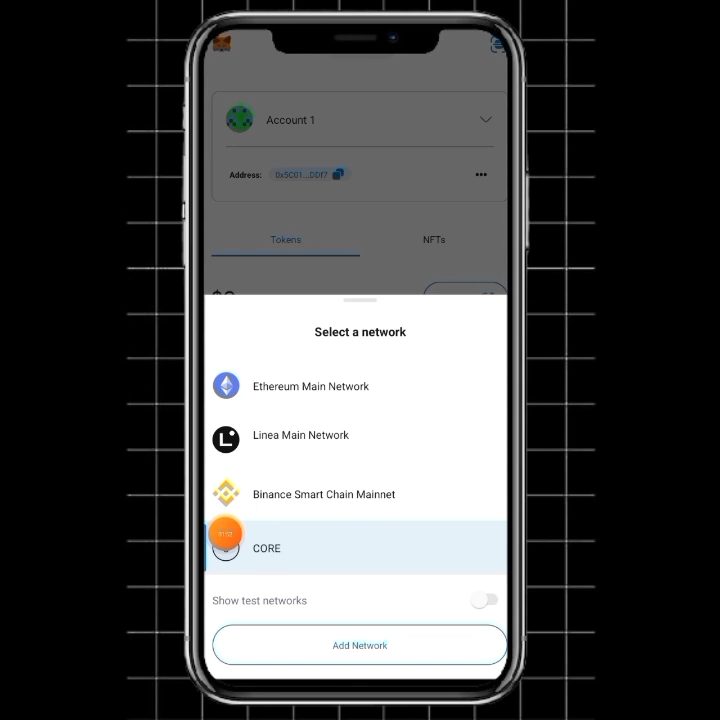 Account 1
Address: 0x5C01...DDf7
Tokens
NFTs
Select a network
Ethereum Main Network
Linea Main Network
Binance Smart Chain Mainnet
CORE
Show test networks
Add Network